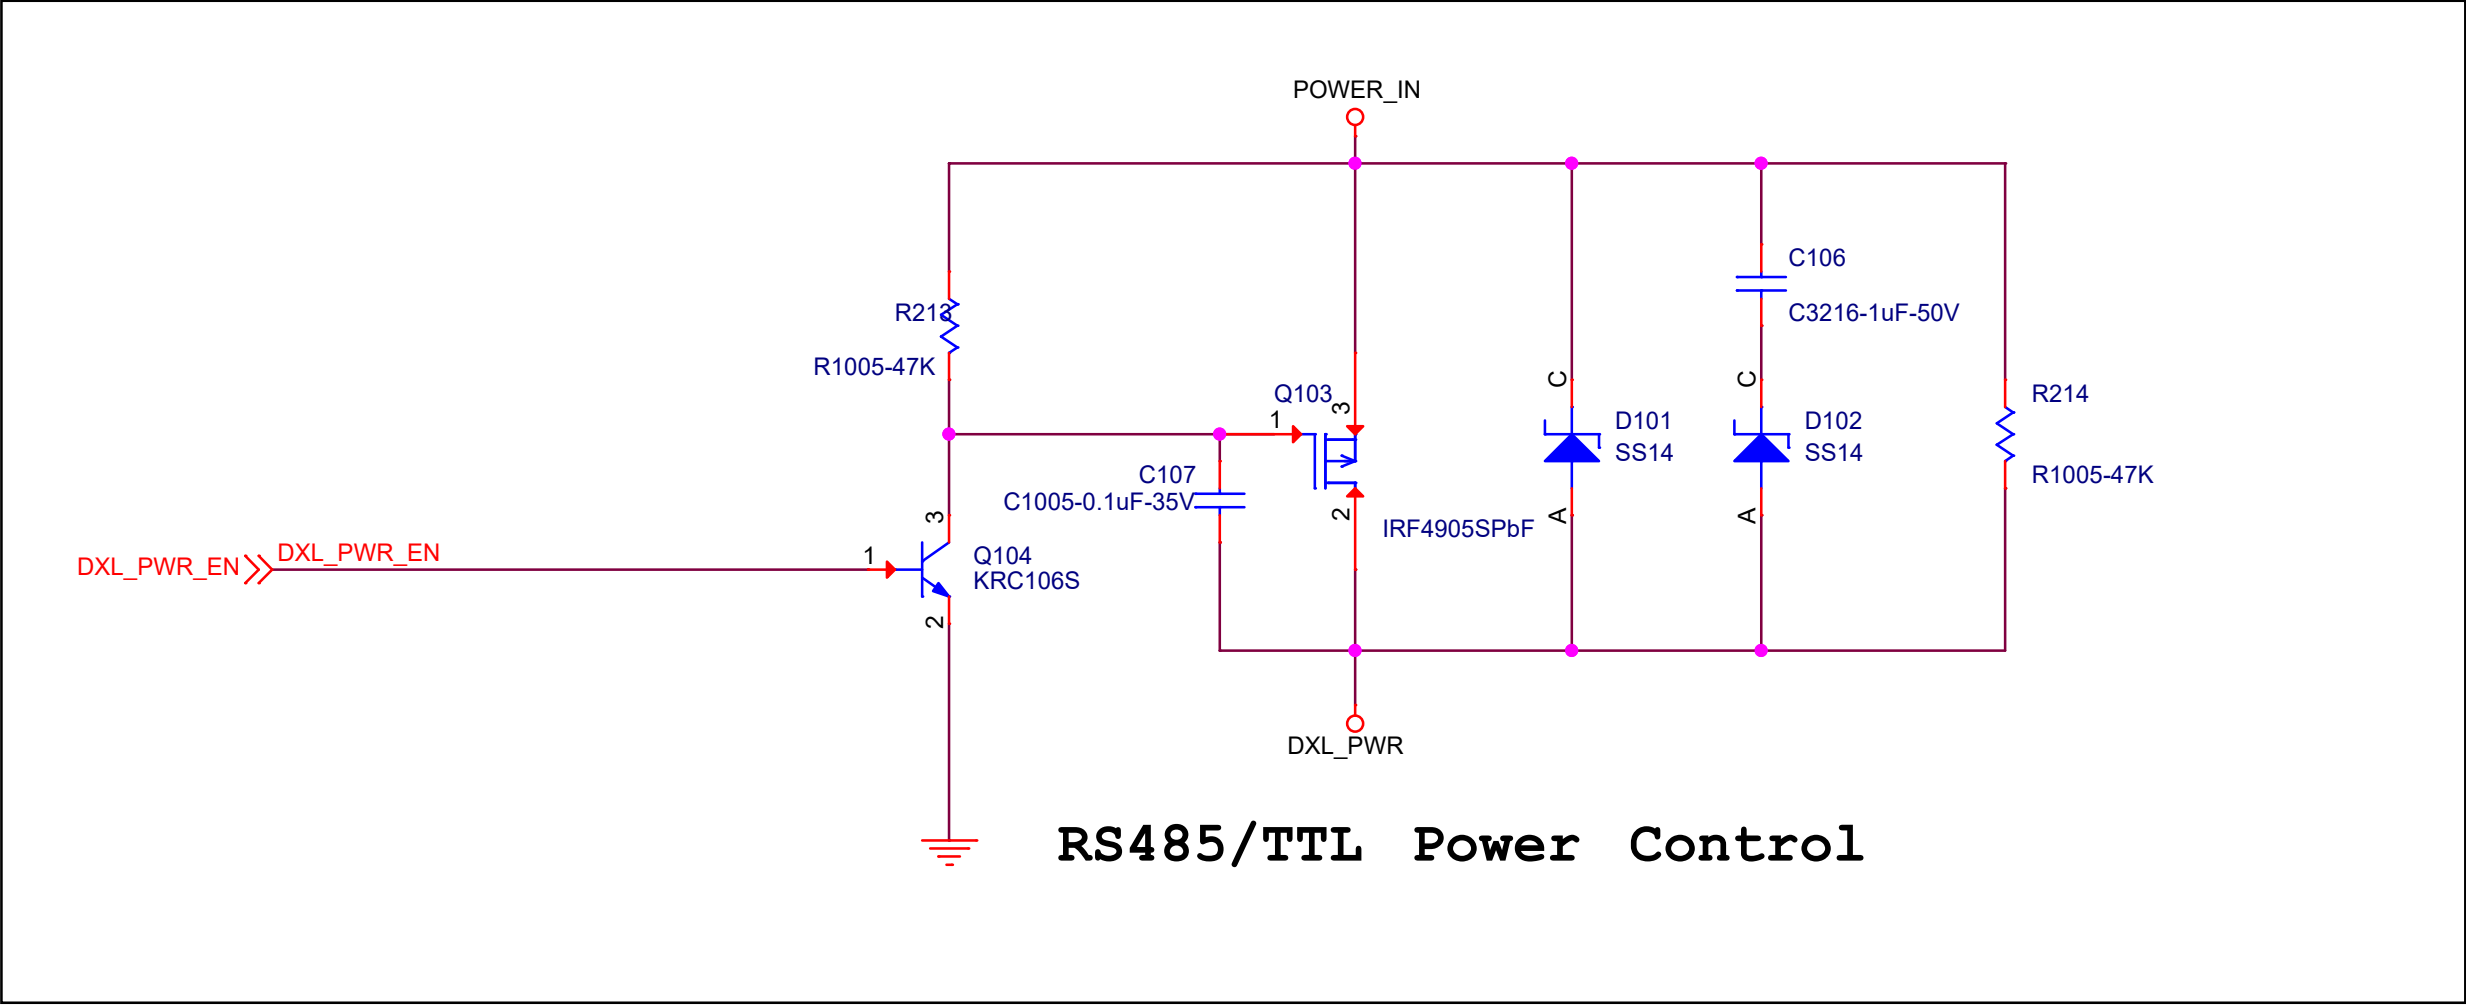 POWER_IN
C106
R213
C3216-1uF-50V
R1005-47K
C
C
Q103
3
R214
1
D101
D102
SS14
SS14
C107
R1005-47K
C1005-0.1uF-35V
3
2
A
A
IRF4905SPbF
DXL_PWR_EN
DXL_PWR_EN
1
Q104
KRC106S
2
DXL_PWR
RS485/TTL Power Control